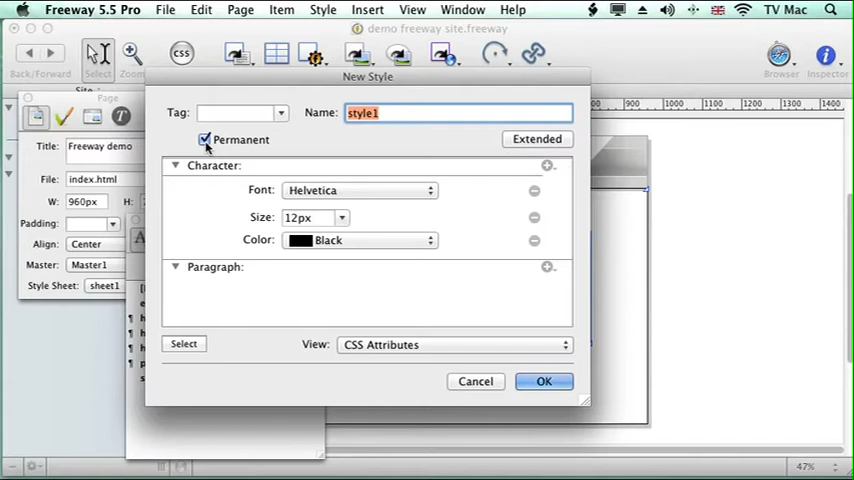 Freeway 5.5 Pro File Edit Page Item Style View Window Help TV Mac
demo freeway site.freeway
css
Back/Forward Select Zoom Browser Inspector
New Style
Page
Tag: Name: style1
Permanent Extended
Character:
Font: Helvetica
Size: 12px
Color: Black
Paragraph:
Select View: CSS Attributes
Cancel OK
Title: Freeway demo
File: index.html
W: 960px H:
Padding:
Align: Center
Master: Master1
Style Sheet: sheet1
900 1000 1100 1200 1300 1400
47%